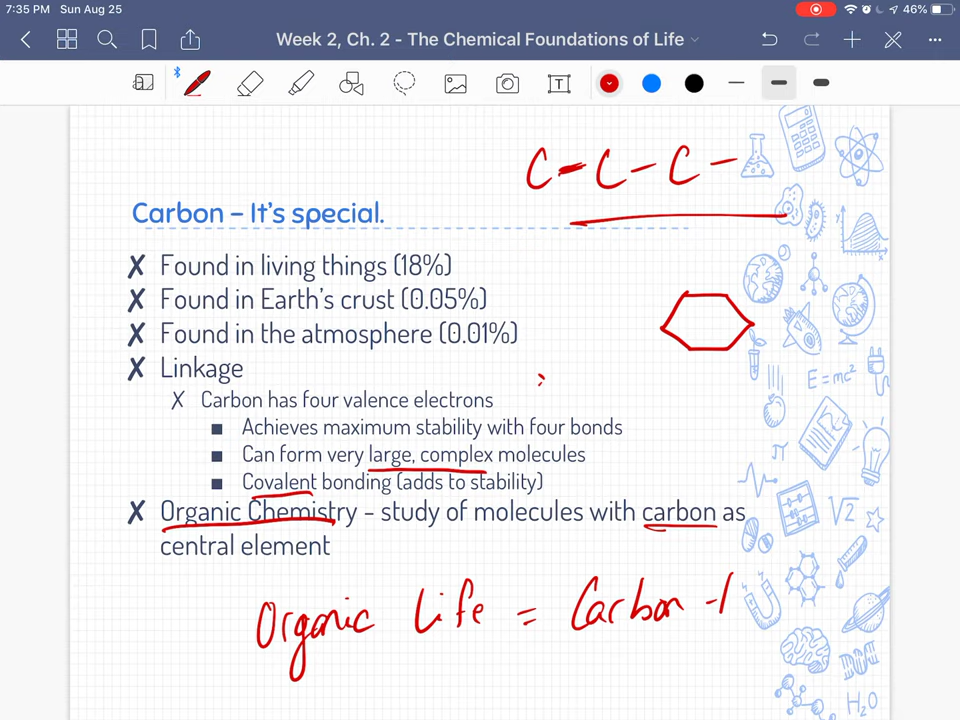 7:35 PM Sun Aug 25
46%
Week 2, Ch. 2 - The Chemical Foundations of Life
T
C - C - C -
Carbon – It's special.
✗ Found in living things (18%)
✗ Found in Earth's crust (0.05%)
✗ Found in the atmosphere (0.01%)
✗ Linkage
✗ Carbon has four valence electrons
■ Achieves maximum stability with four bonds
■ Can form very large, complex molecules
■ Covalent bonding (adds to stability)
✗ Organic Chemistry – study of molecules with carbon as
central element
Organic Life = Carbon -
E=mc²
π
√2
H₂O
y
x